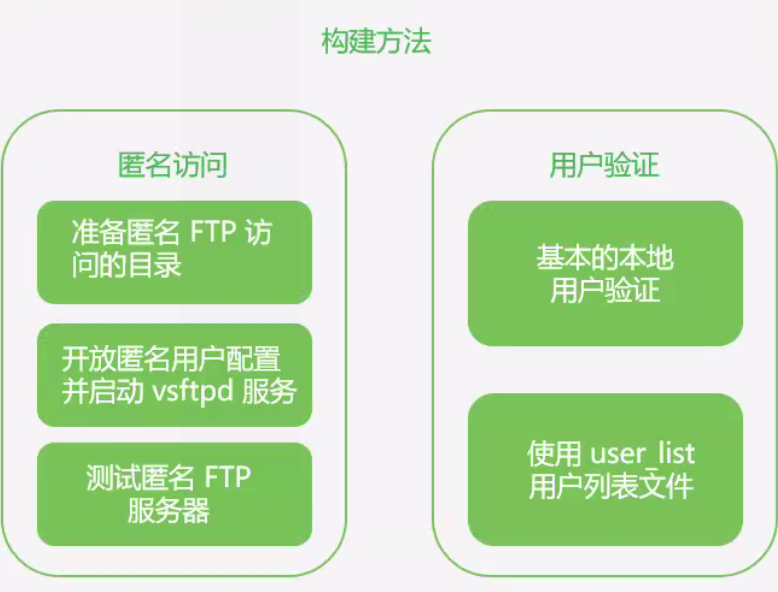 构建方法
匿名访问
准备匿名 FTP 访
问的目录
开放匿名用户配置
并启动 vsftpd 服务
测试匿名 FTP
服务器
用户验证
基本的本地
用户验证
使用 user_list
用户列表文件